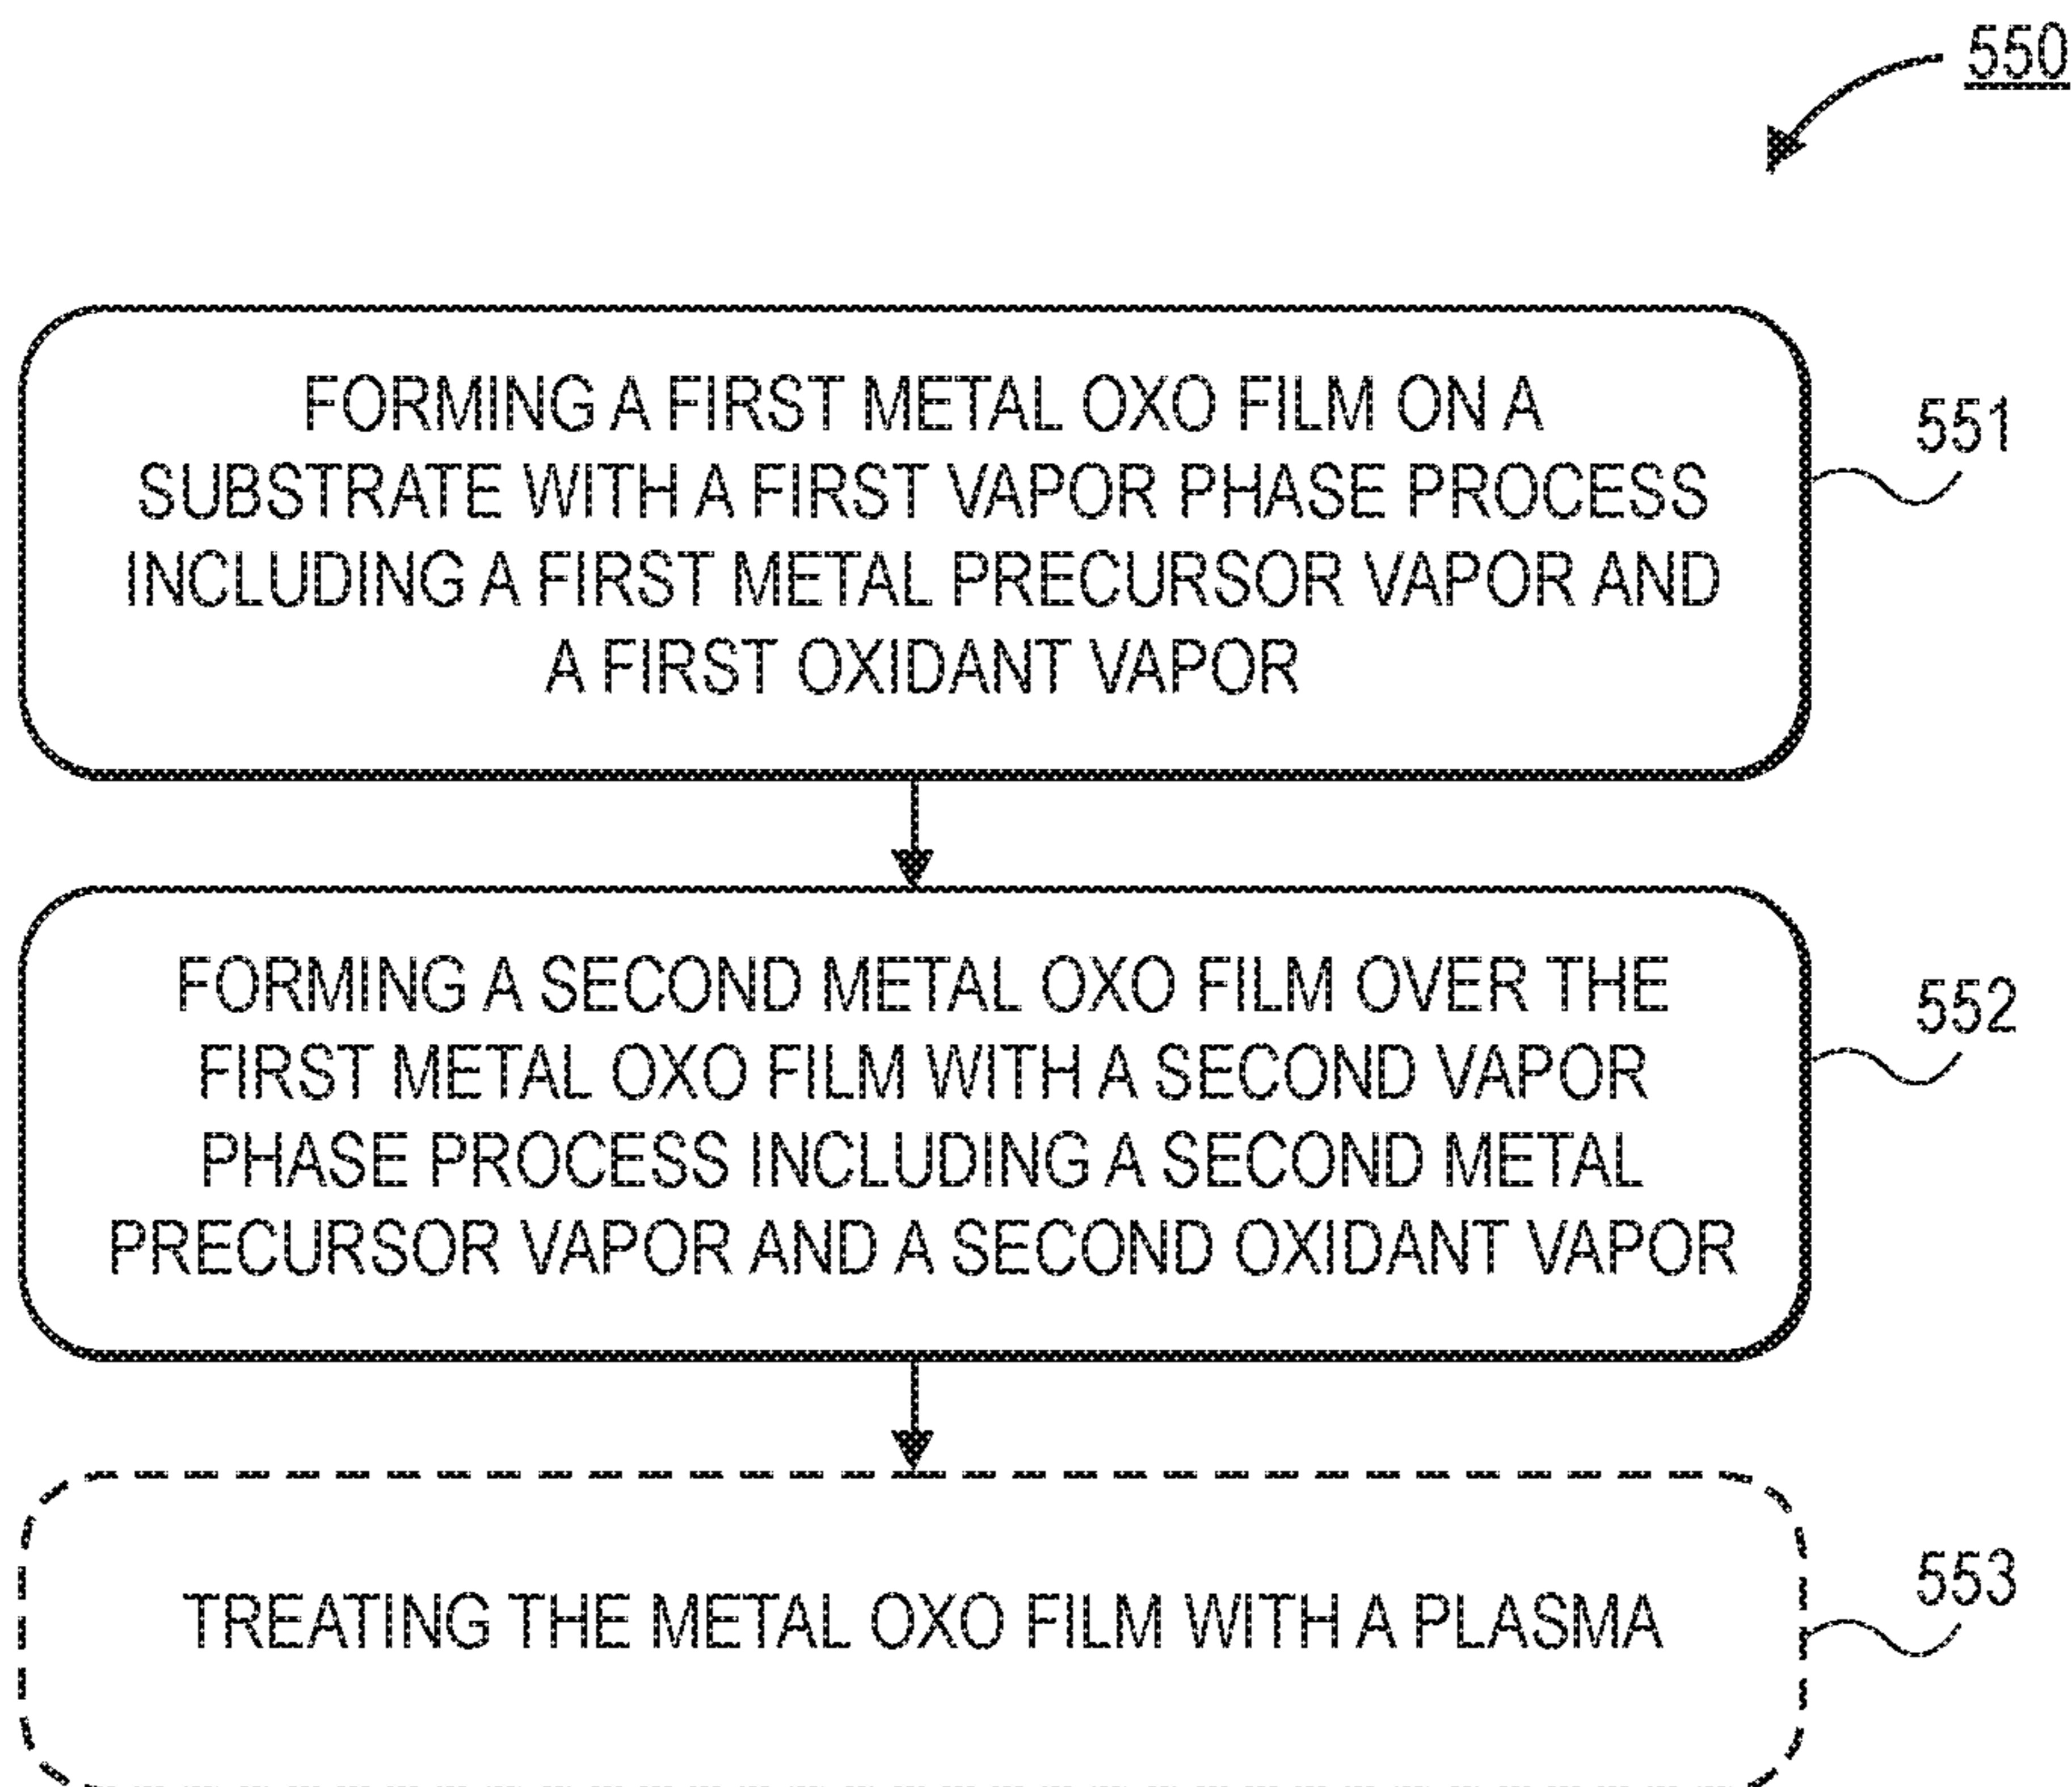 550
FORMING A FIRST METAL OXO FILM ON A
SUBSTRATE WITH A FIRST VAPOR PHASE PROCESS
INCLUDING A FIRST METAL PRECURSOR VAPOR AND
A FIRST OXIDANT VAPOR
551
FORMING A SECOND METAL OXO FILM OVER THE
FIRST METAL OXO FILM WITH A SECOND VAPOR
PHASE PROCESS INCLUDING A SECOND METAL
PRECURSOR VAPOR AND A SECOND OXIDANT VAPOR
552
TREATING THE METAL OXO FILM WITH A PLASMA
553